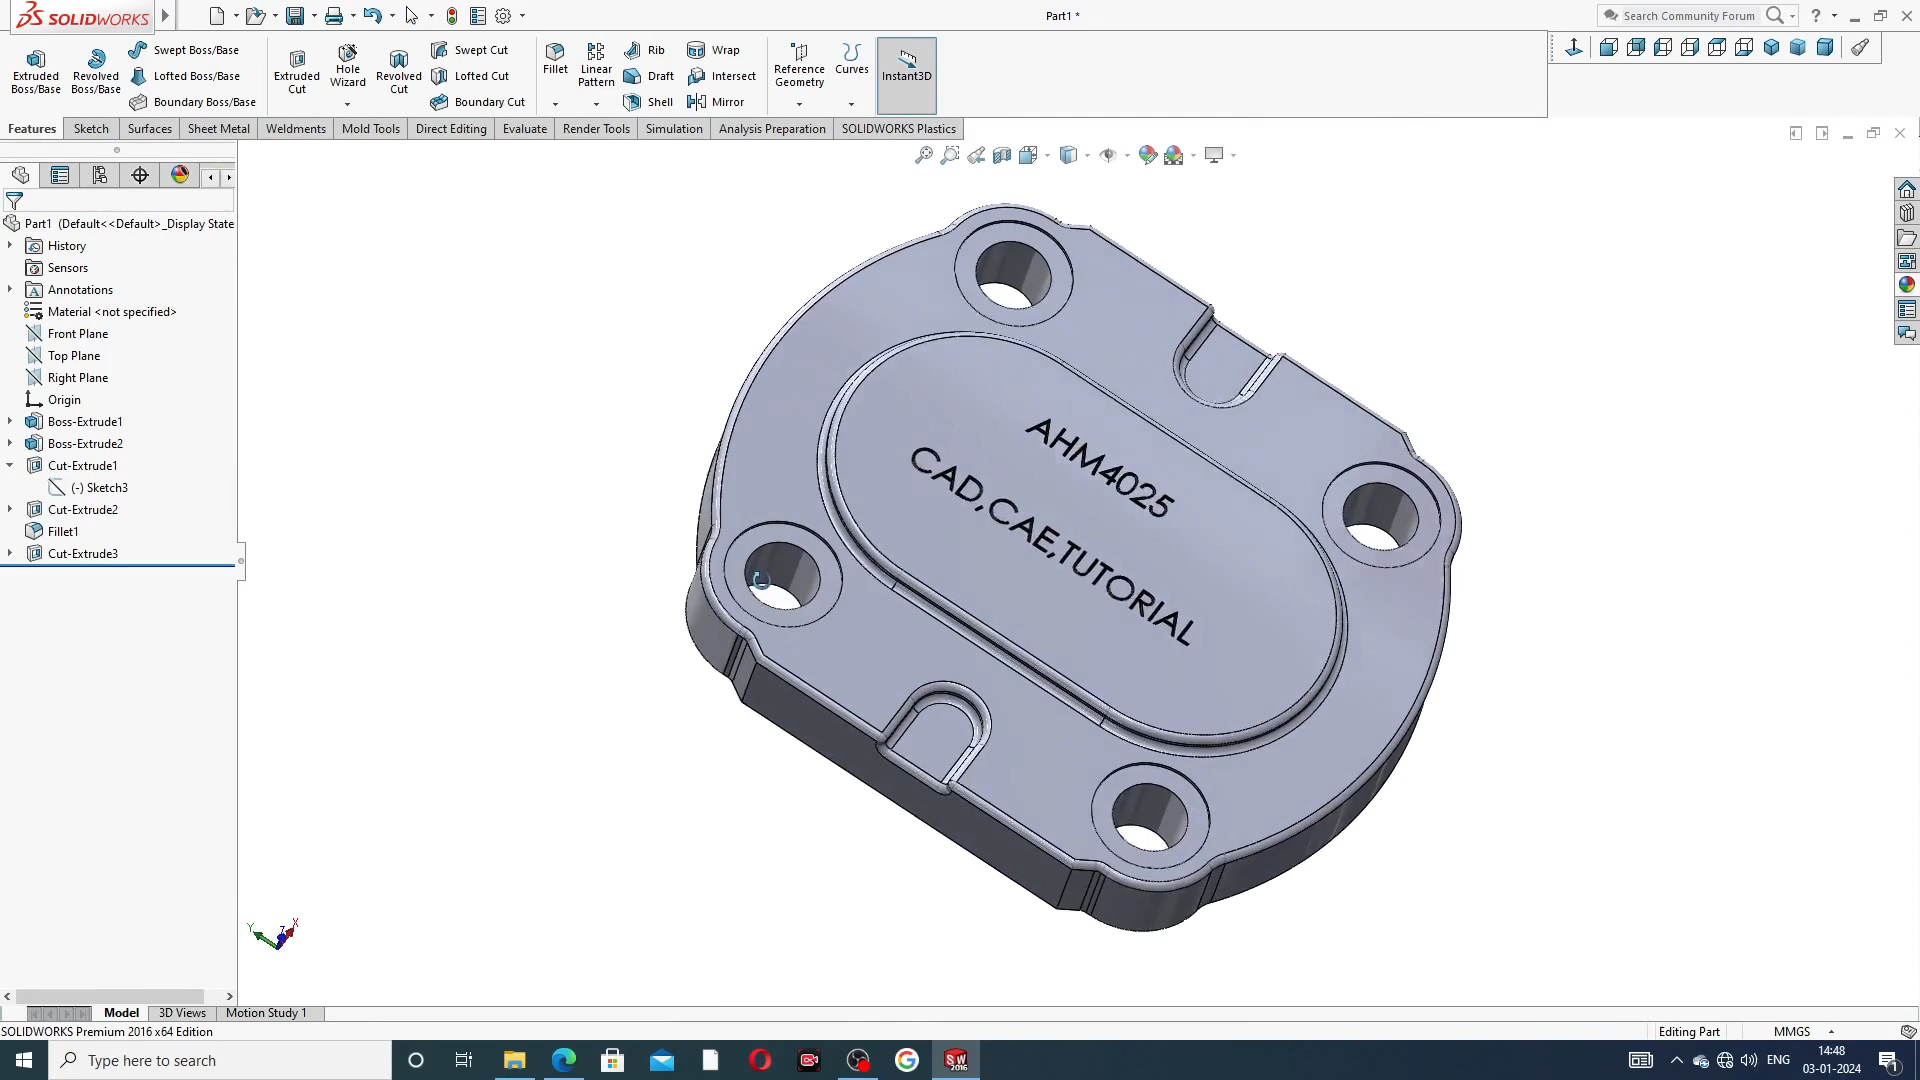 SOLIDWORKS
Part1 *
Search Community Forum
Extruded Boss/Base
Revolved Boss/Base
Swept Boss/Base
Lofted Boss/Base
Boundary Boss/Base
Extruded Cut
Hole Wizard
Revolved Cut
Swept Cut
Lofted Cut
Boundary Cut
Fillet
Linear Pattern
Rib
Draft
Shell
Wrap
Intersect
Mirror
Reference Geometry
Curves
Instant3D
Features
Sketch
Surfaces
Sheet Metal
Weldments
Mold Tools
Direct Editing
Evaluate
Render Tools
Simulation
Analysis Preparation
SOLIDWORKS Plastics
Part1 (Default<<Default>_Display State
History
Sensors
Annotations
Material <not specified>
Front Plane
Top Plane
Right Plane
Origin
Boss-Extrude1
Boss-Extrude2
Cut-Extrude1
(-) Sketch3
Cut-Extrude2
Fillet1
Cut-Extrude3
AHM4025
CAD,CAE,TUTORIAL
Y
Z
X
Model
3D Views
Motion Study 1
SOLIDWORKS Premium 2016 x64 Edition
Editing Part
MMGS
Type here to search
SW
2016
ENG
14:48
03-01-2024
1